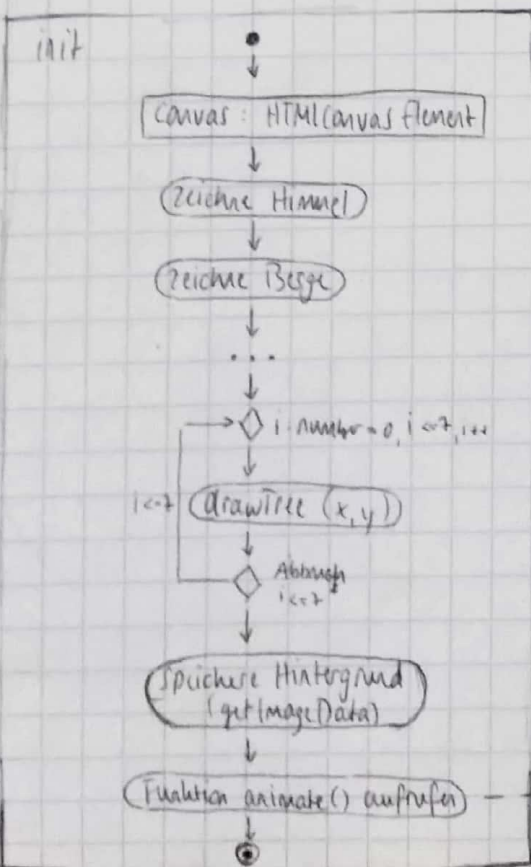 init
canvas : HTMLCanvasElement
Zeichne Himmel
Zeichne Berge
...
i: number = 0, i <= 7, i++
drawTree (x,y)
i <= 7
Abbruch
i <= 7
Speichere Hintergrund
(getImageData)
Funktion animate() aufrufen